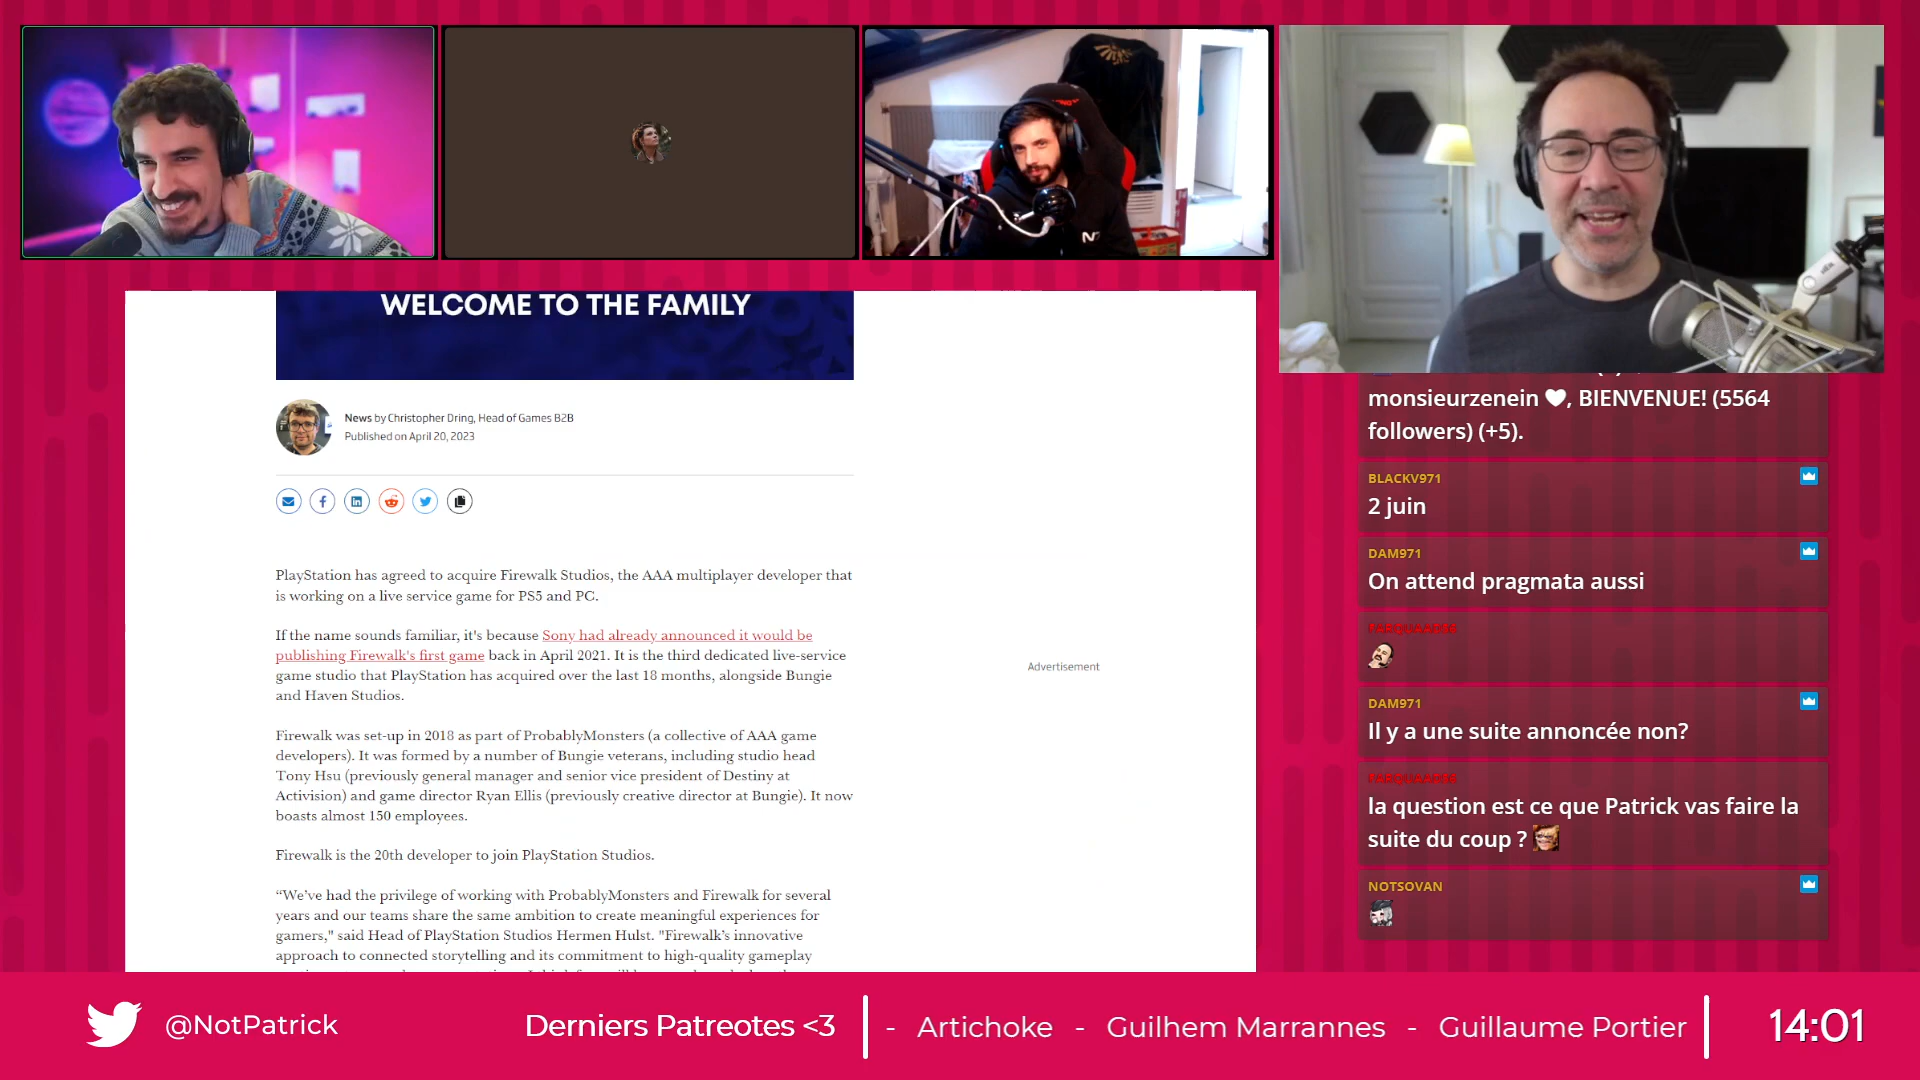 WELCOME TO THE FAMILY
News by Christopher Dring, Head of Games B2B
Published on April 20, 2023
PlayStation has agreed to acquire Firewalk Studios, the AAA multiplayer developer that
is working on a live service game for PS5 and PC.
If the name sounds familiar, it's because Sony had already announced it would be
publishing Firewalk's first game back in April 2021. It is the third dedicated live-service
game studio that PlayStation has acquired over the last 18 months, alongside Bungie
and Haven Studios.
Firewalk was set-up in 2018 as part of ProbablyMonsters (a collective of AAA game
developers). It was formed by a number of Bungie veterans, including studio head
Tony Hsu (previously general manager and senior vice president of Destiny at
Activision) and game director Ryan Ellis (previously creative director at Bungie). It now
boasts almost 150 employees.
Firewalk is the 20th developer to join PlayStation Studios.
“We’ve had the privilege of working with ProbablyMonsters and Firewalk for several
years and our teams share the same ambition to create meaningful experiences for
gamers," said Head of PlayStation Studios Hermen Hulst. "Firewalk’s innovative
approach to connected storytelling and its commitment to high-quality gameplay
Advertisement
monsieurzenein ♥, BIENVENUE! (5564
followers) (+5).
BLACKV971
2 juin
DAM971
On attend pragmata aussi
DAM971
Il y a une suite annoncée non?
la question est ce que Patrick vas faire la
suite du coup ?
NOTSOVAN
@NotPatrick
Derniers Patreotes <3
- Artichoke - Guilhem Marrannes - Guillaume Portier
14:01